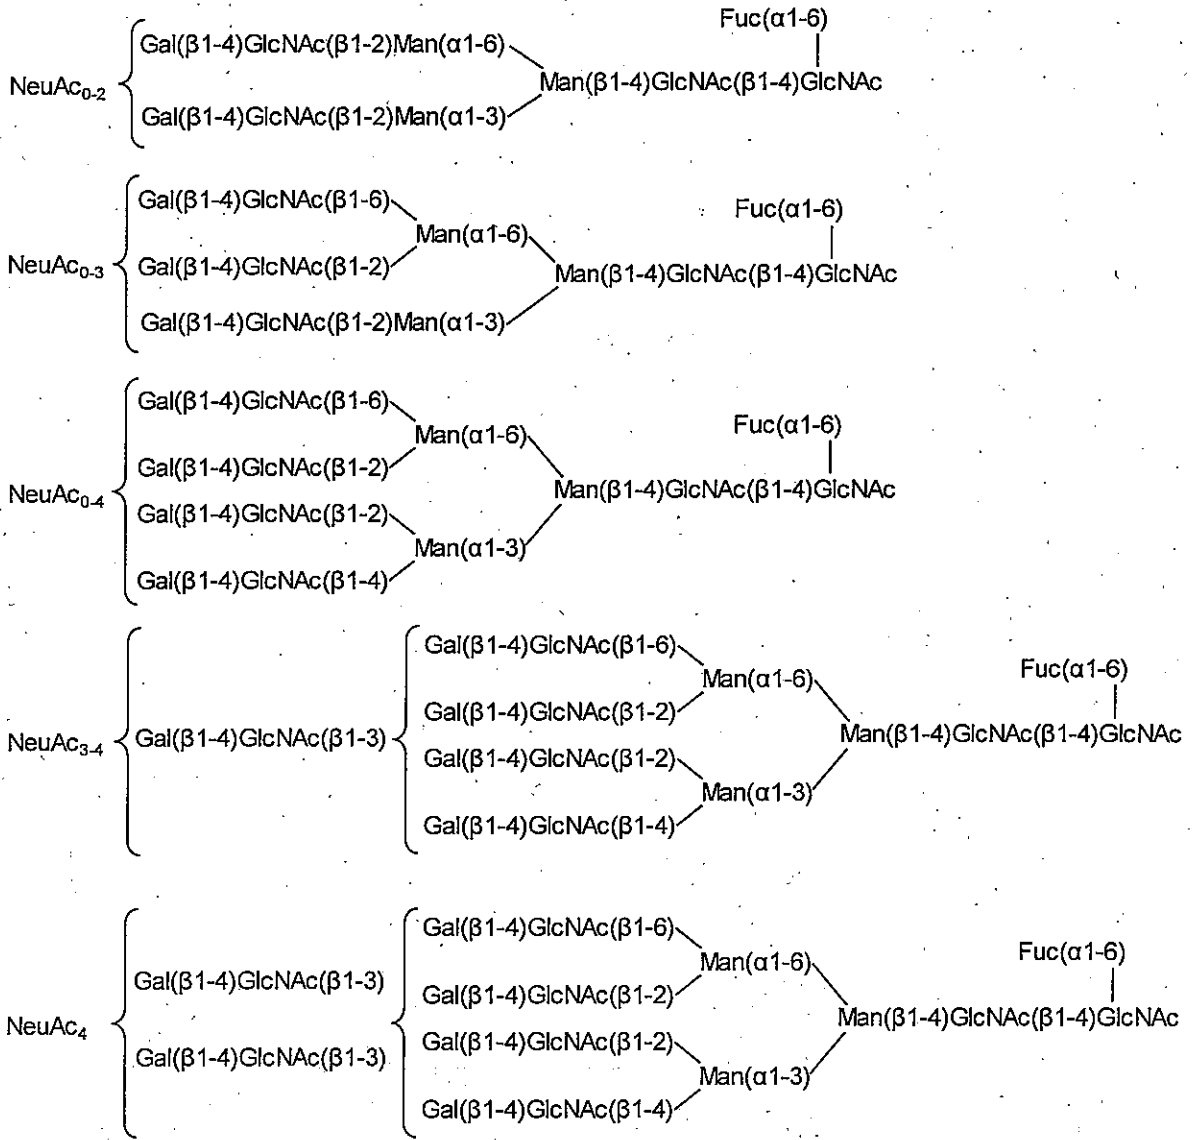 Fuc(α1-6)
Gal(β1-4)GlcNAc(β1-2)Man(α1-6)
NeuAc0-2
Man(β1-4)GlcNAc(β1-4)GlcNAc
Gal(β1-4)GlcNAc(β1-2)Man(α1-3)
Gal(β1-4)GlcNAc(β1-6)
Fuc(α1-6)
Man(α1-6)
NeuAc0-3
Gal(β1-4)GlcNAc(β1-2)
Man(β1-4)GlcNAc(β1-4)GlcNAc
Gal(β1-4)GlcNAc(β1-2)Man(α1-3)
Gal(β1-4)GlcNAc(β1-6)
Fuc(α1-6)
Man(α1-6)
Gal(β1-4)GlcNAc(β1-2)
NeuAc0-4
Man(β1-4)GlcNAc(β1-4)GlcNAc
Gal(β1-4)GlcNAc(β1-2)
Man(α1-3)
Gal(β1-4)GlcNAc(β1-4)
Gal(β1-4)GlcNAc(β1-6)
Fuc(α1-6)
Man(α1-6)
Gal(β1-4)GlcNAc(β1-2)
NeuAc3-4
Gal(β1-4)GlcNAc(β1-3)
Man(β1-4)GlcNAc(β1-4)GlcNAc
Gal(β1-4)GlcNAc(β1-2)
Man(α1-3)
Gal(β1-4)GlcNAc(β1-4)
Gal(β1-4)GlcNAc(β1-6)
Fuc(α1-6)
Man(α1-6)
Gal(β1-4)GlcNAc(β1-3)
Gal(β1-4)GlcNAc(β1-2)
NeuAc4
Man(β1-4)GlcNAc(β1-4)GlcNAc
Gal(β1-4)GlcNAc(β1-3)
Gal(β1-4)GlcNAc(β1-2)
Man(α1-3)
Gal(β1-4)GlcNAc(β1-4)